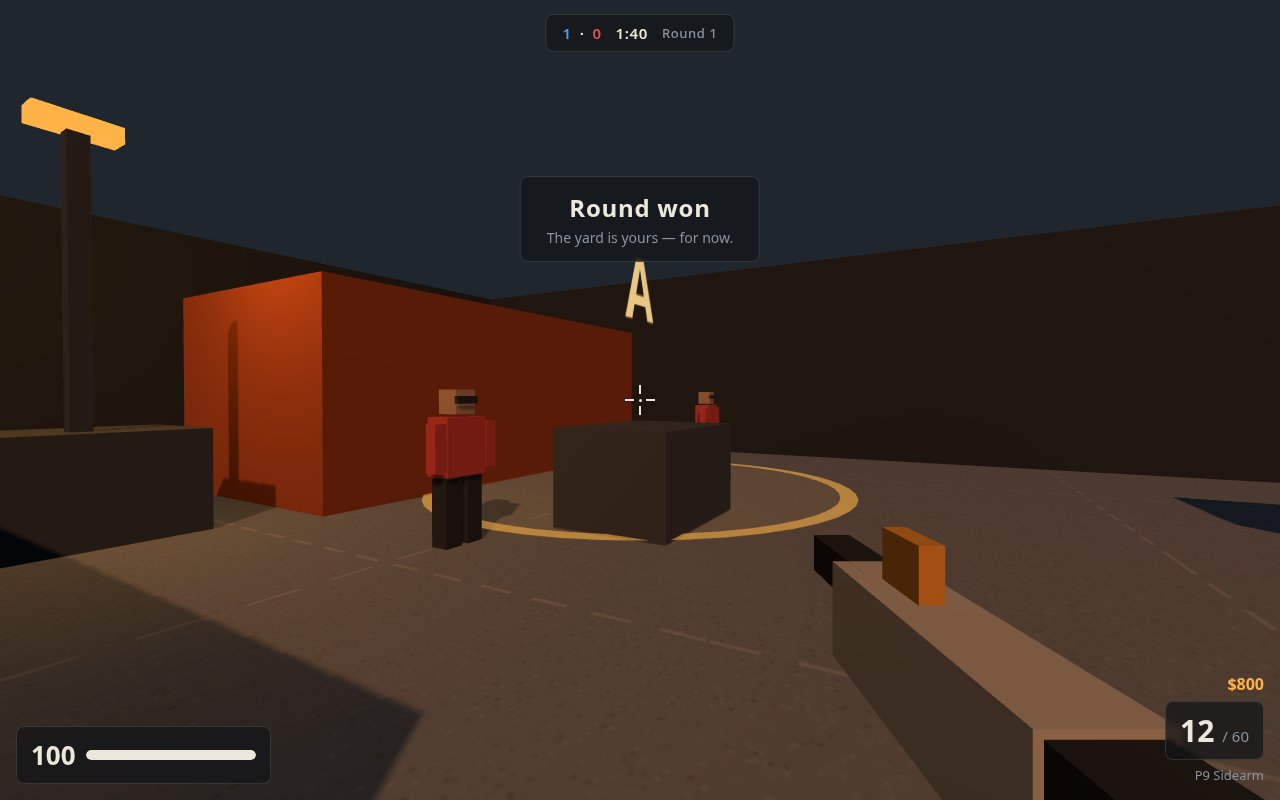 1 · 0 1:40 Round 1
Round won
The yard is yours — for now.
A
$800
100
12 / 60
P9 Sidearm